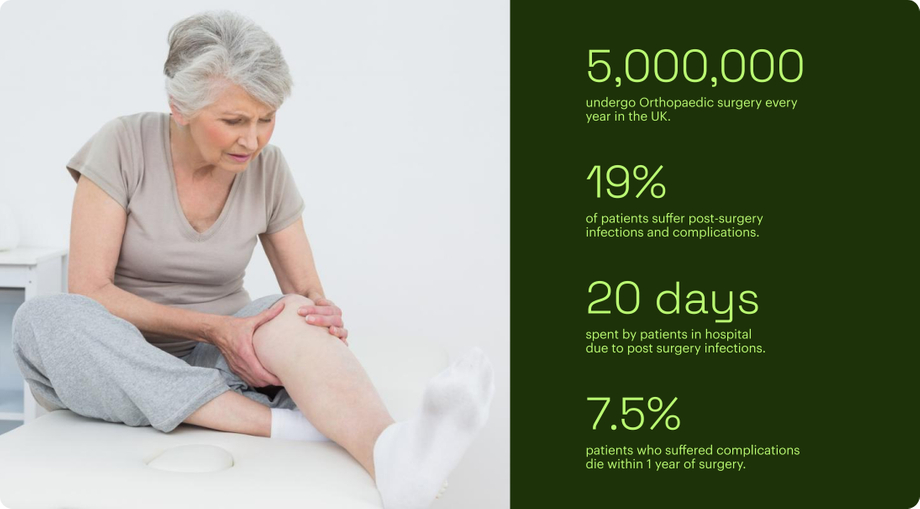 5,000,000
undergo Orthopaedic surgery every
year in the UK.
19%
of patients suffer post-surgery
infections and complications.
20 days
spent by patients in hospital
due to post surgery infections.
7.5%
patients who suffered complications
die within 1 year of surgery.